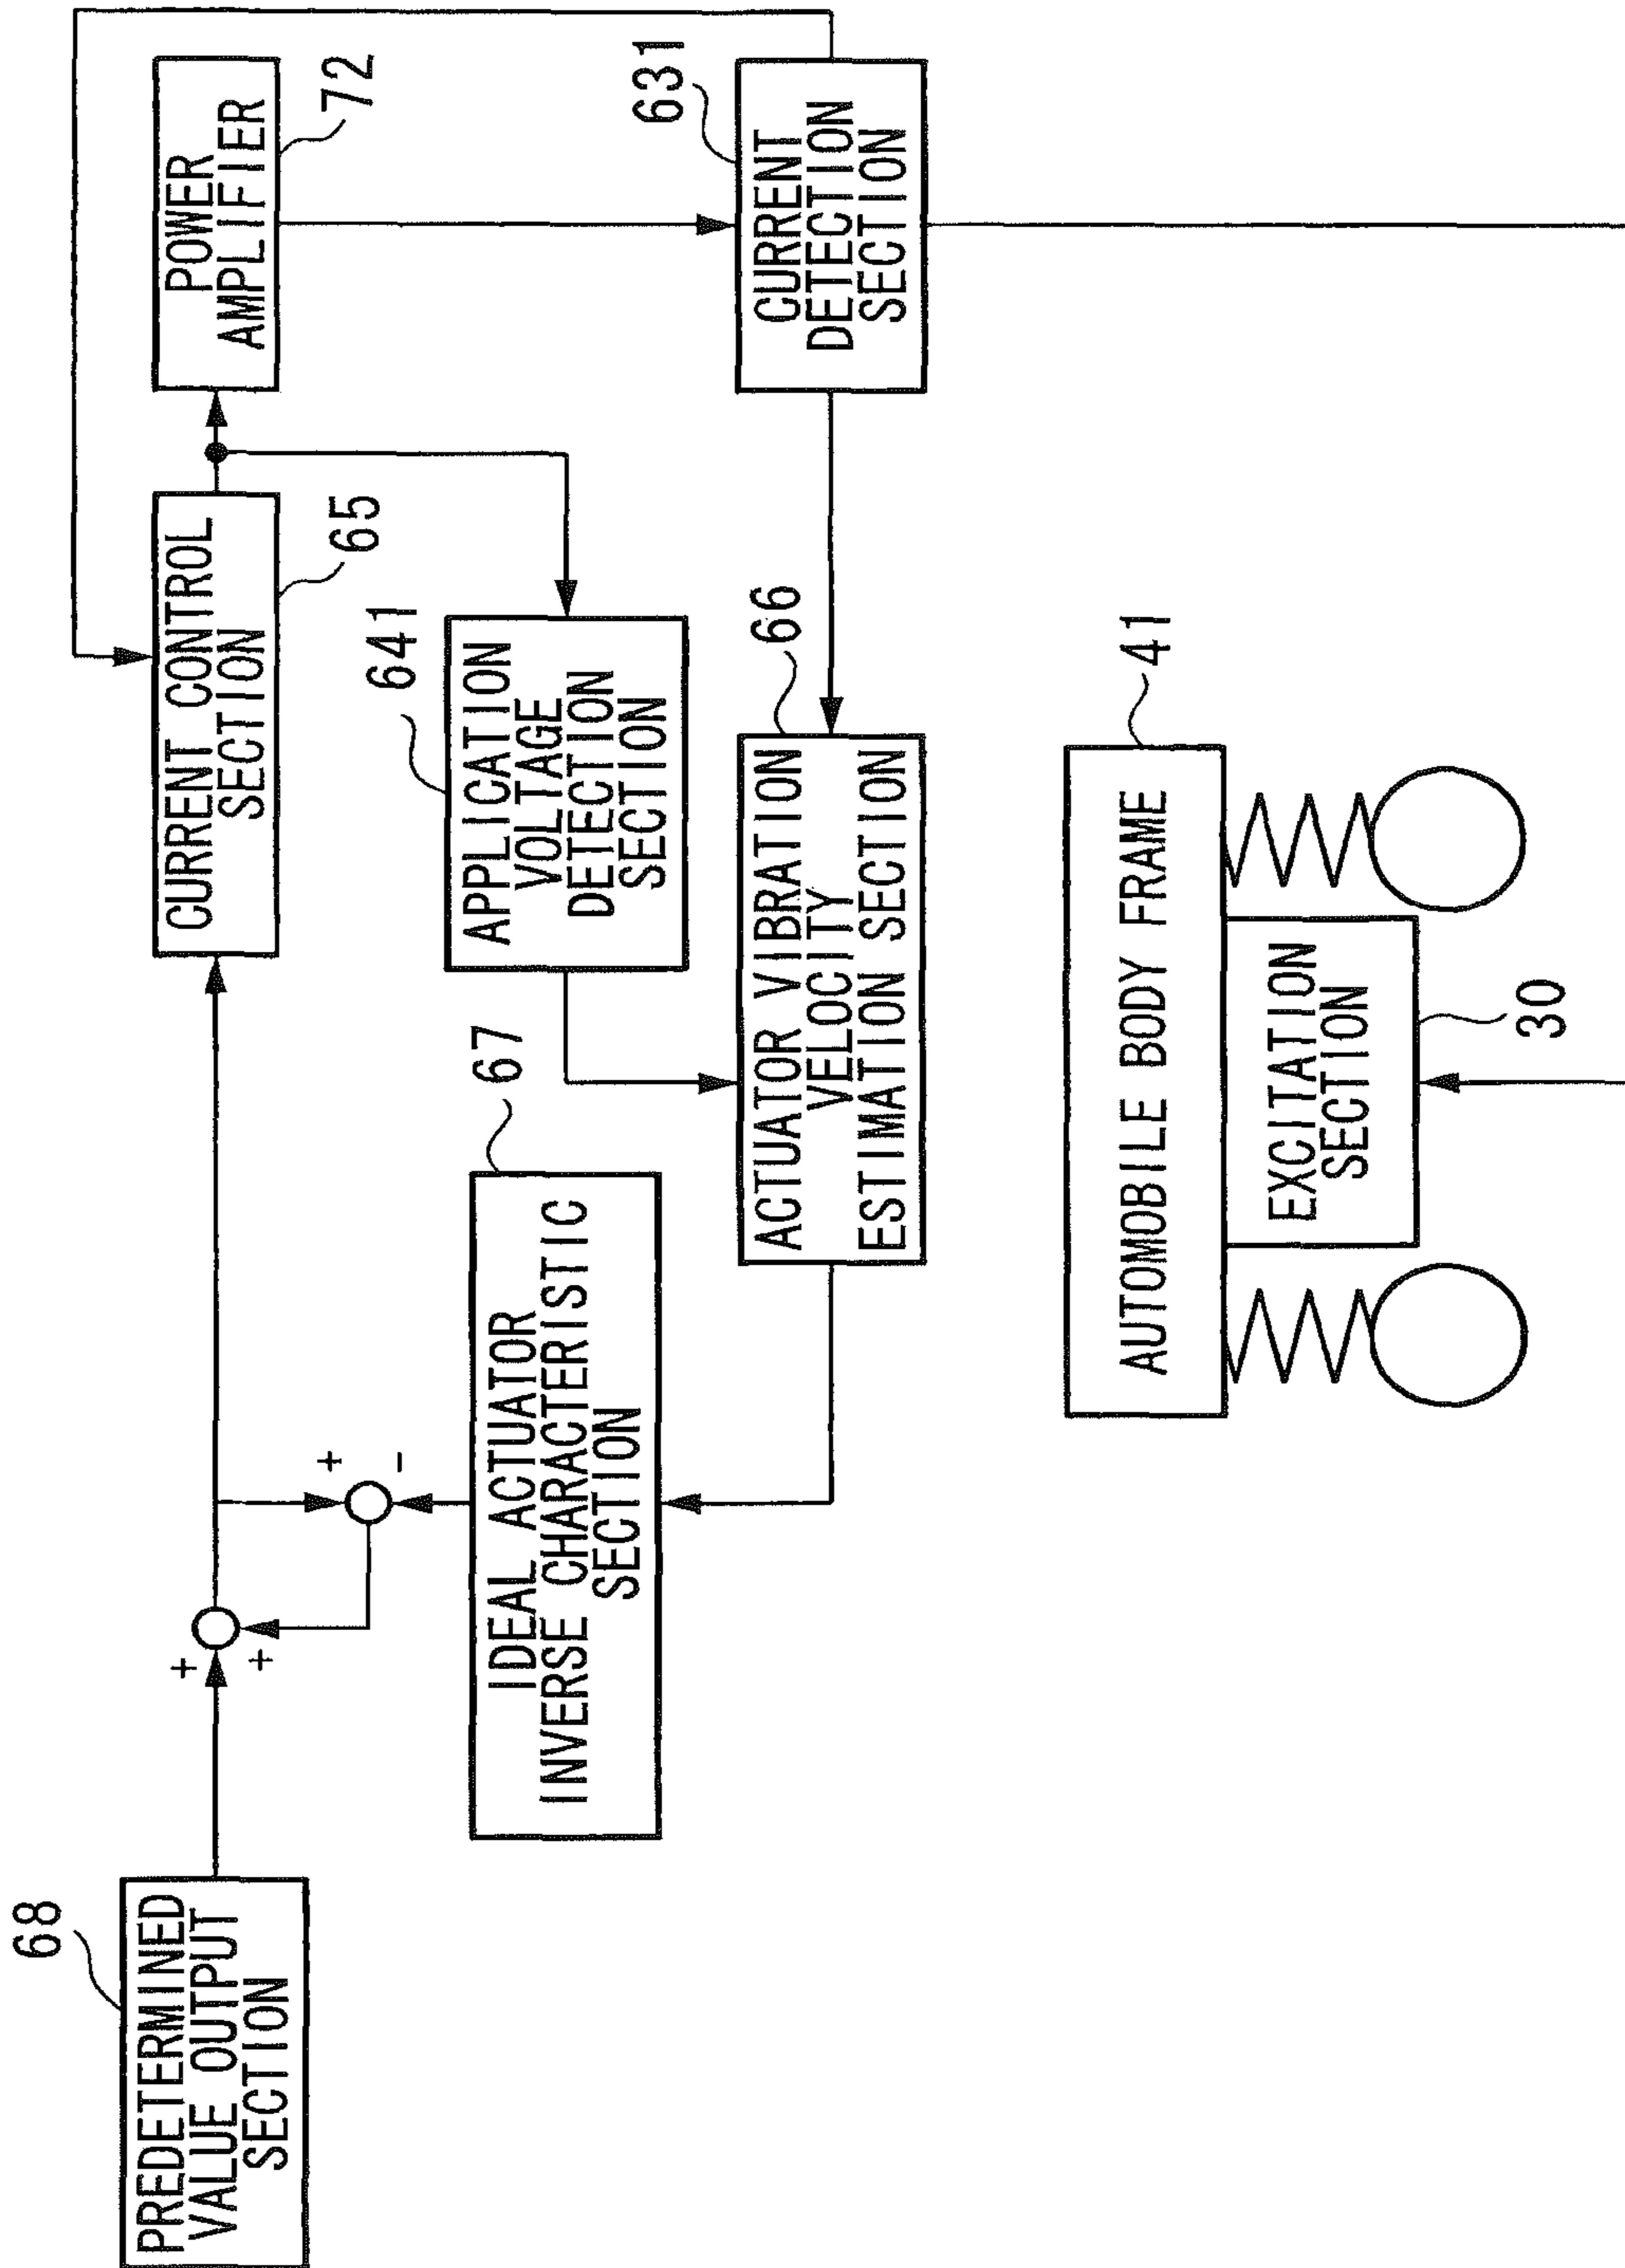 68
PREDETERMINED
VALUE OUTPUT
SECTION
+
+
+
-
CURRENT CONTROL
SECTION
65
POWER
AMPLIFIER
72
67
IDEAL ACTUATOR
INVERSE CHARACTERISTIC
SECTION
641
APPLICATION
VOLTAGE
DETECTION
SECTION
66
ACTUATOR VIBRATION
VELOCITY
ESTIMATION SECTION
631
CURRENT
DETECTION
SECTION
41
AUTOMOBILE BODY FRAME
EXCITATION
SECTION
30